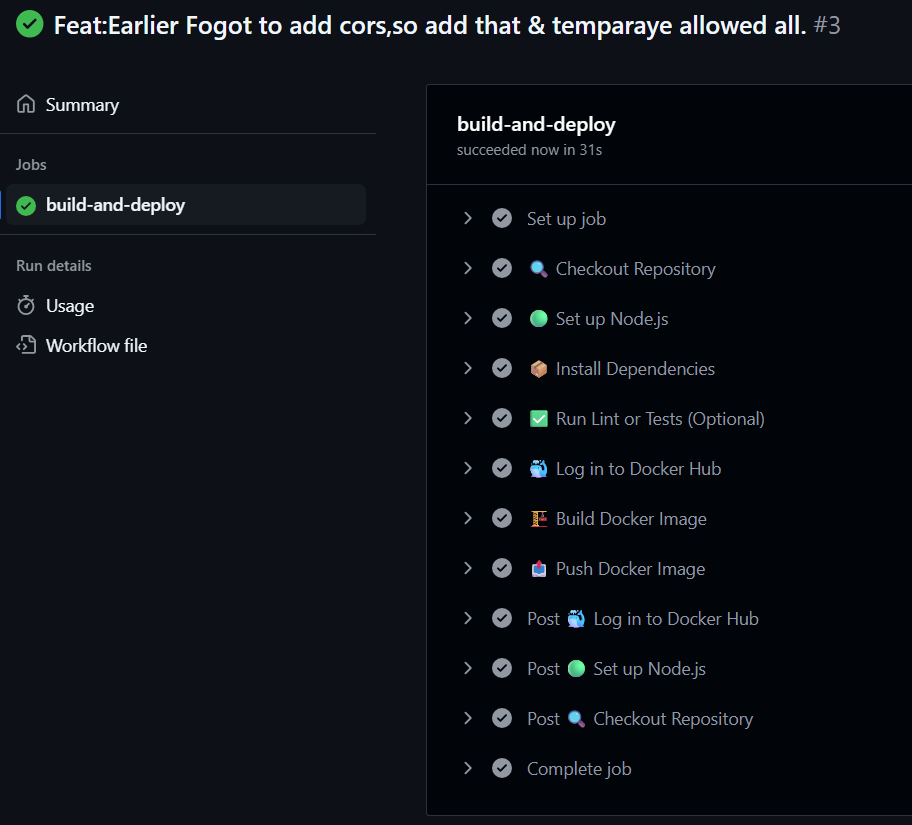 Feat:Earlier Fogot to add cors,so add that & temparaye allowed all. #3
Summary
Jobs
build-and-deploy
Run details
Usage
Workflow file
build-and-deploy
succeeded now in 31s
Set up job
🔍 Checkout Repository
🟢 Set up Node.js
📦 Install Dependencies
✅ Run Lint or Tests (Optional)
🐳 Log in to Docker Hub
🏗️ Build Docker Image
📤 Push Docker Image
Post 🐳 Log in to Docker Hub
Post 🟢 Set up Node.js
Post 🔍 Checkout Repository
Complete job